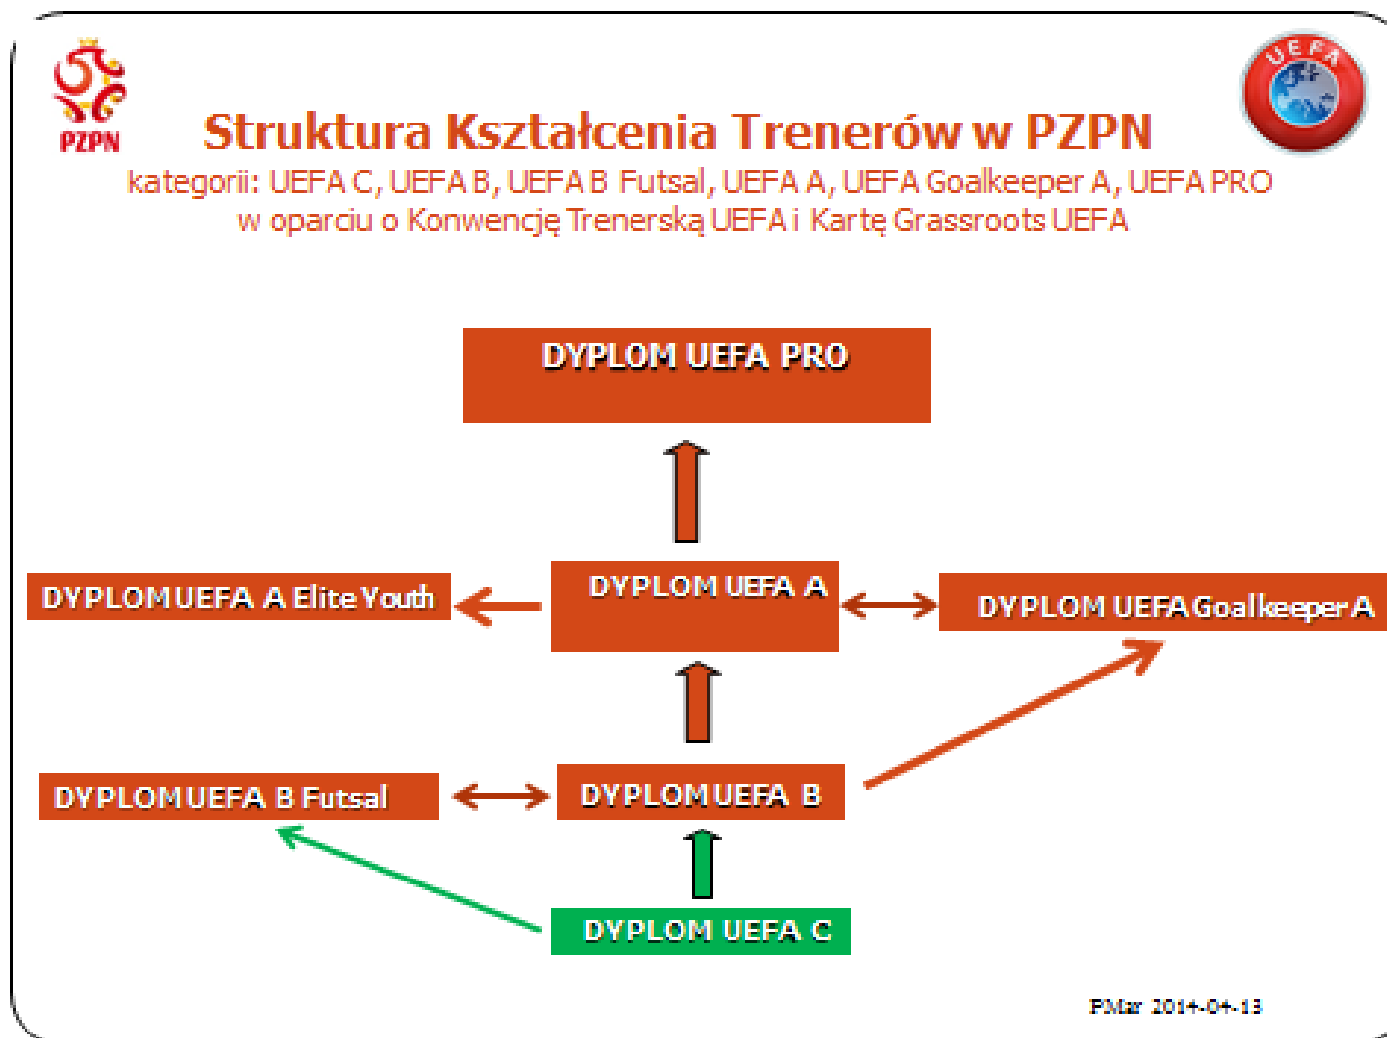 PZPN
UEFA
Struktura Kształcenia Trenerów w PZPN
kategorii: UEFA C, UEFA B, UEFA B Futsal, UEFA A, UEFA Goalkeeper A, UEFA PRO
w oparciu o Konwencję Trenerską UEFA i Kartę Grassroots UEFA
DYPLOM UEFA PRO
DYPLOM UEFA A Elite Youth
DYPLOM UEFA A
DYPLOM UEFA Goalkeeper A
DYPLOM UEFA B Futsal
DYPLOM UEFA B
DYPLOM UEFA C
PMar 2014-04-13